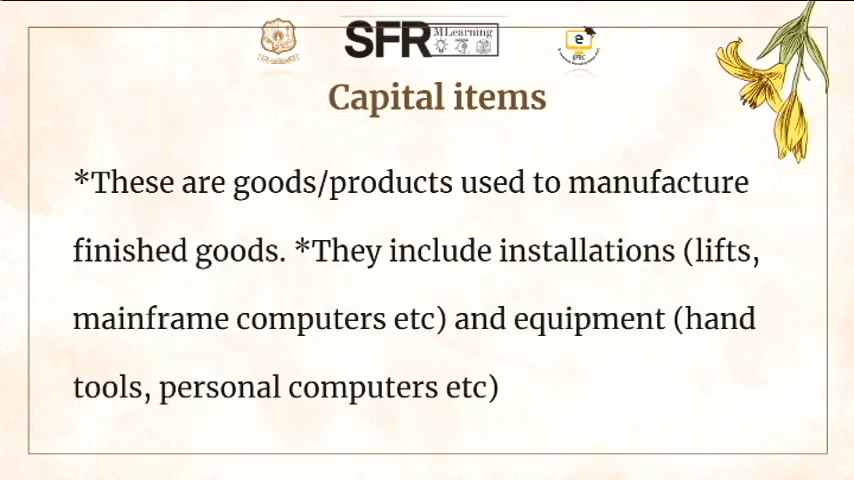 SFR
MLearning
e
Capital items
*These are goods/products used to manufacture
finished goods. *They include installations (lifts,
mainframe computers etc) and equipment (hand
tools, personal computers etc)